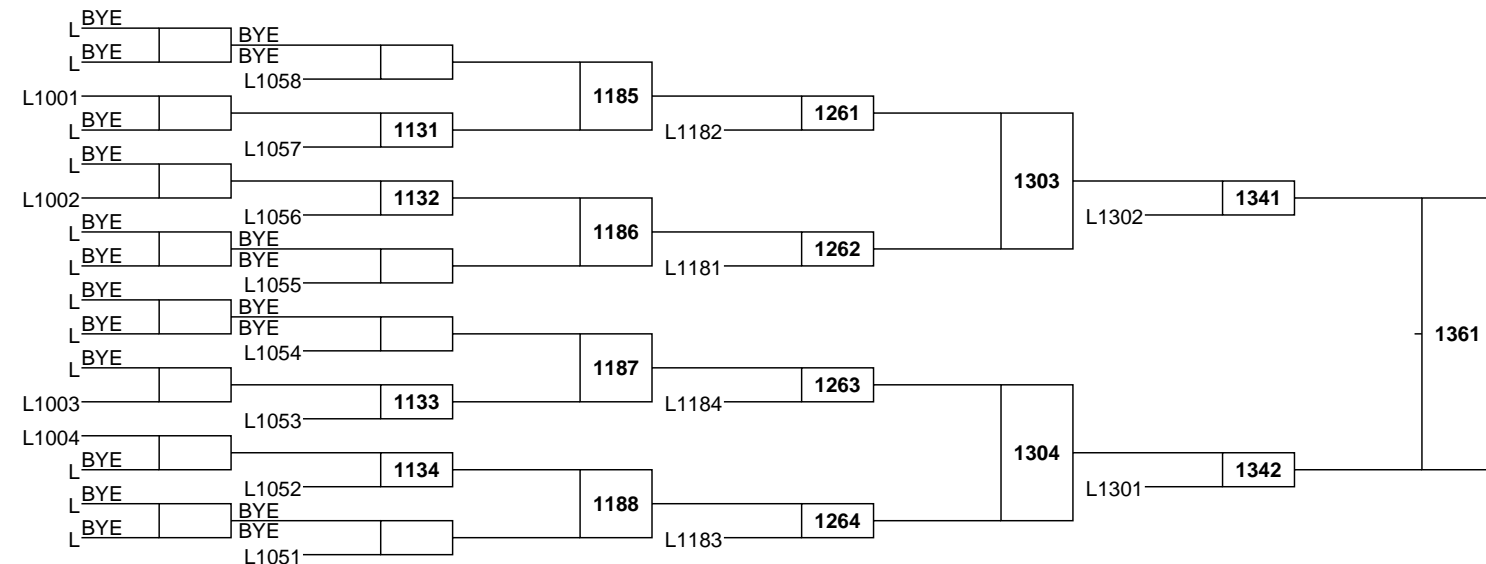 BYE
L
BYE
BYE
BYE
L
L1058
L1001
1185
BYE
L
1131
L1182
1261
L1057
BYE
L
1303
1132
1341
L1002
L1056
L1302
BYE
L
BYE
1186
BYE
BYE
L
1262
L1181
L1055
BYE
L
BYE
BYE
BYE
L
L1054
1361
BYE
L
1187
1263
1133
L1184
L1003
L1053
L1004
1304
BYE
L
1134
1342
L1052
L1301
BYE
L
BYE
1188
BYE
BYE
L
1264
L1183
L1051